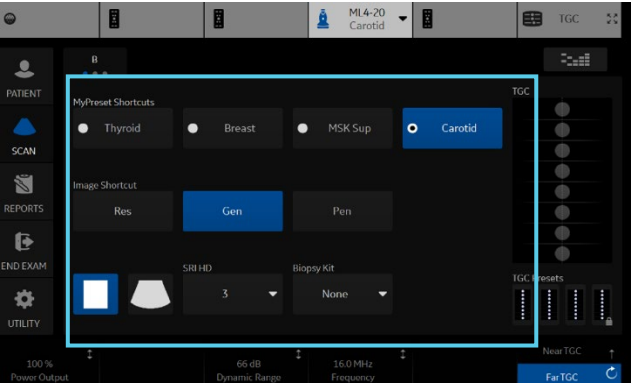 ML4-20
Carotid
TGC
B
PATIENT
TGC
MyPreset Shortcuts
Thyroid
Breast
MSK Sup
Carotid
SCAN
Image Shortcut
Res
Gen
Pen
REPORTS
END EXAM
SRI HD
Biopsy Kit
TGC Presets
3
None
UTILITY
Near TGC
100 %
66 dB
16.0 MHz
Power Output
Dynamic Range
Frequency
Far TGC